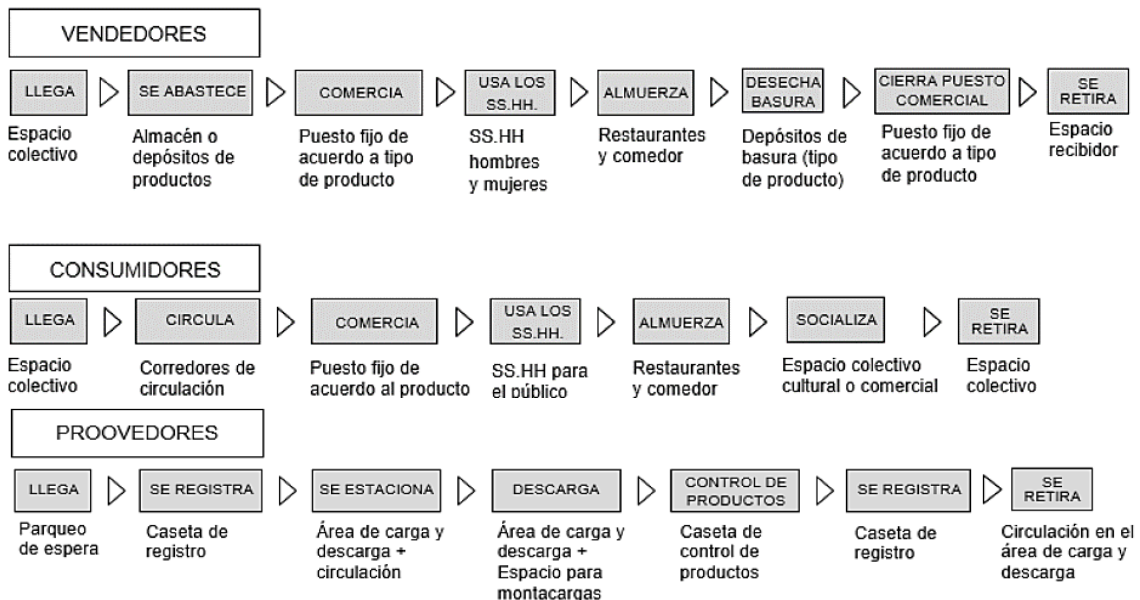 VENDEDORES
LLEGA
SE ABASTECE
COMERCIA
USA LOS
SS.HH.
ALMUERZA
DESECHA
BASURA
CIERRA PUESTO
COMERCIAL
SE
RETIRA
Espacio
colectivo
Almacén o
depósitos de
productos
Puesto fijo de
acuerdo a tipo
de producto
SS.HH
hombres
y mujeres
Restaurantes
y comedor
Depósitos de
basura (tipo
de producto)
Puesto fijo de
acuerdo a tipo
de producto
Espacio
recibidor
CONSUMIDORES
LLEGA
CIRCULA
COMERCIA
USA LOS
SS.HH.
ALMUERZA
SOCIALIZA
SE
RETIRA
Espacio
colectivo
Corredores de
circulación
Puesto fijo de
acuerdo al producto
SS.HH para
el público
Restaurantes
y comedor
Espacio colectivo
cultural o comercial
Espacio
colectivo
PROOVEDORES
LLEGA
SE REGISTRA
SE ESTACIONA
DESCARGA
CONTROL DE
PRODUCTOS
SE REGISTRA
SE
RETIRA
Parqueo
de espera
Caseta de
registro
Área de carga y
descarga +
circulación
Área de carga y
descarga +
Espacio para
montacargas
Caseta de
control de
productos
Caseta de
registro
Circulación en el
área de carga y
descarga